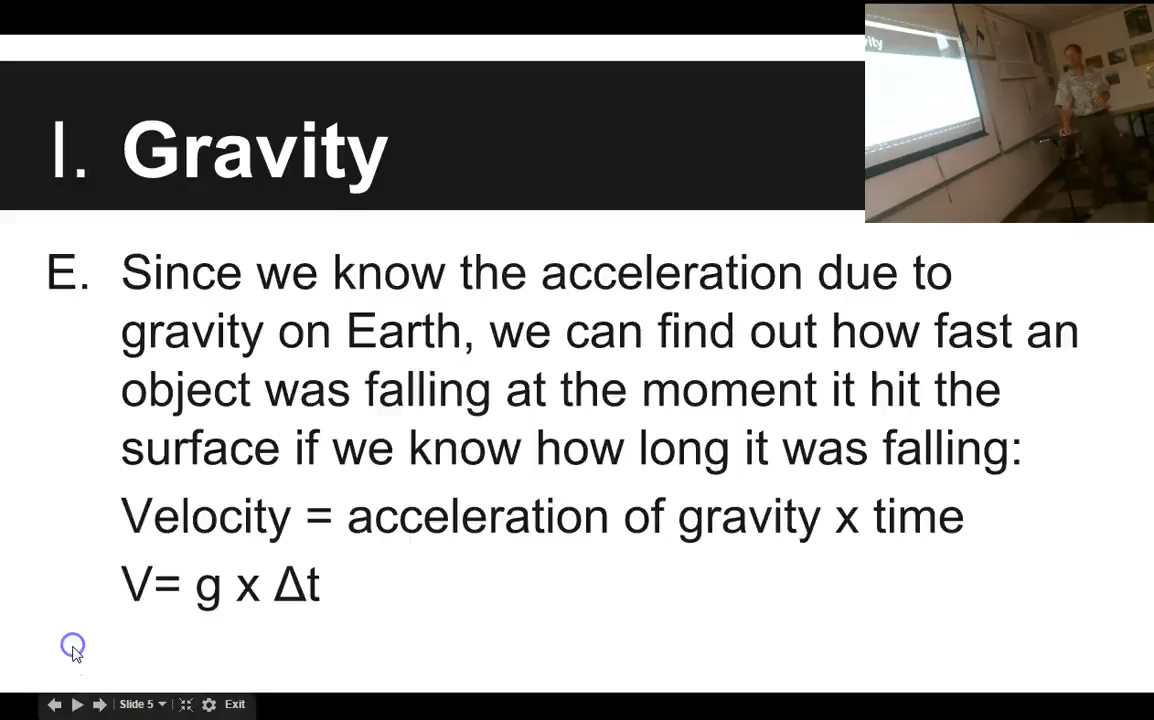 I. Gravity
ity
E. Since we know the acceleration due to
gravity on Earth, we can find out how fast an
object was falling at the moment it hit the
surface if we know how long it was falling:
Velocity = acceleration of gravity x time
V= g x Δt
Slide 5
Exit